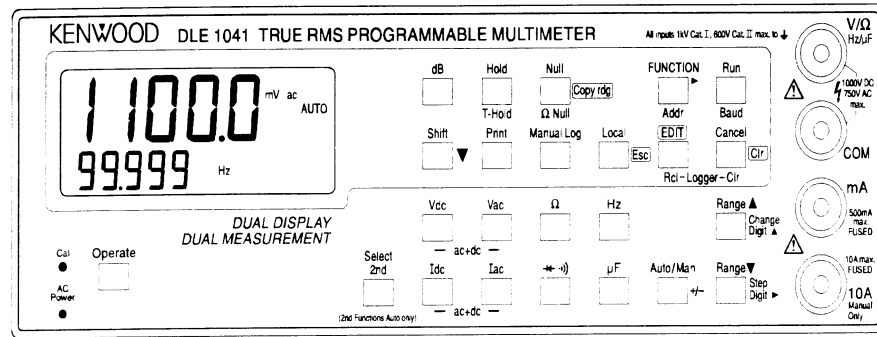 KENWOOD DLE 1041 TRUE RMS PROGRAMMABLE MULTIMETER
All inputs 1kV Cat. I, 600V Cat. II max. to
V/Ω
Hz/µF
1100.0 mV ac AUTO
99.999 Hz
dB Hold Null FUNCTION Run
Copy rdg
T-Hold Ω Null Addr Baud
1000V DC
750V AC
max.
Shift Print Manual Log Local EDIT Cancel
Esc Clr
Rcl-Logger-Clr
COM
DUAL DISPLAY
DUAL MEASUREMENT
Vdc Vac Ω Hz Range ▲
ac+dc
Change
Digit ▲
mA
500mA
max.
FUSED
Cal
AC
Power
Operate
Select
2nd
Idc Iac µF Auto/Man Range ▼
ac+dc
+/-
Step
Digit ►
(2nd Functions Auto only)
10A max.
FUSED
10A
Manual
Only